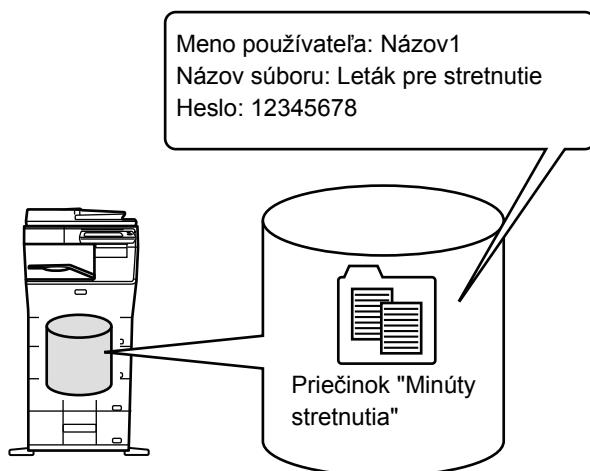 Meno používateľa: Názov1
Názov súboru: Leták pre stretnutie
Heslo: 12345678
Priečinok "Minúty
stretnutia"